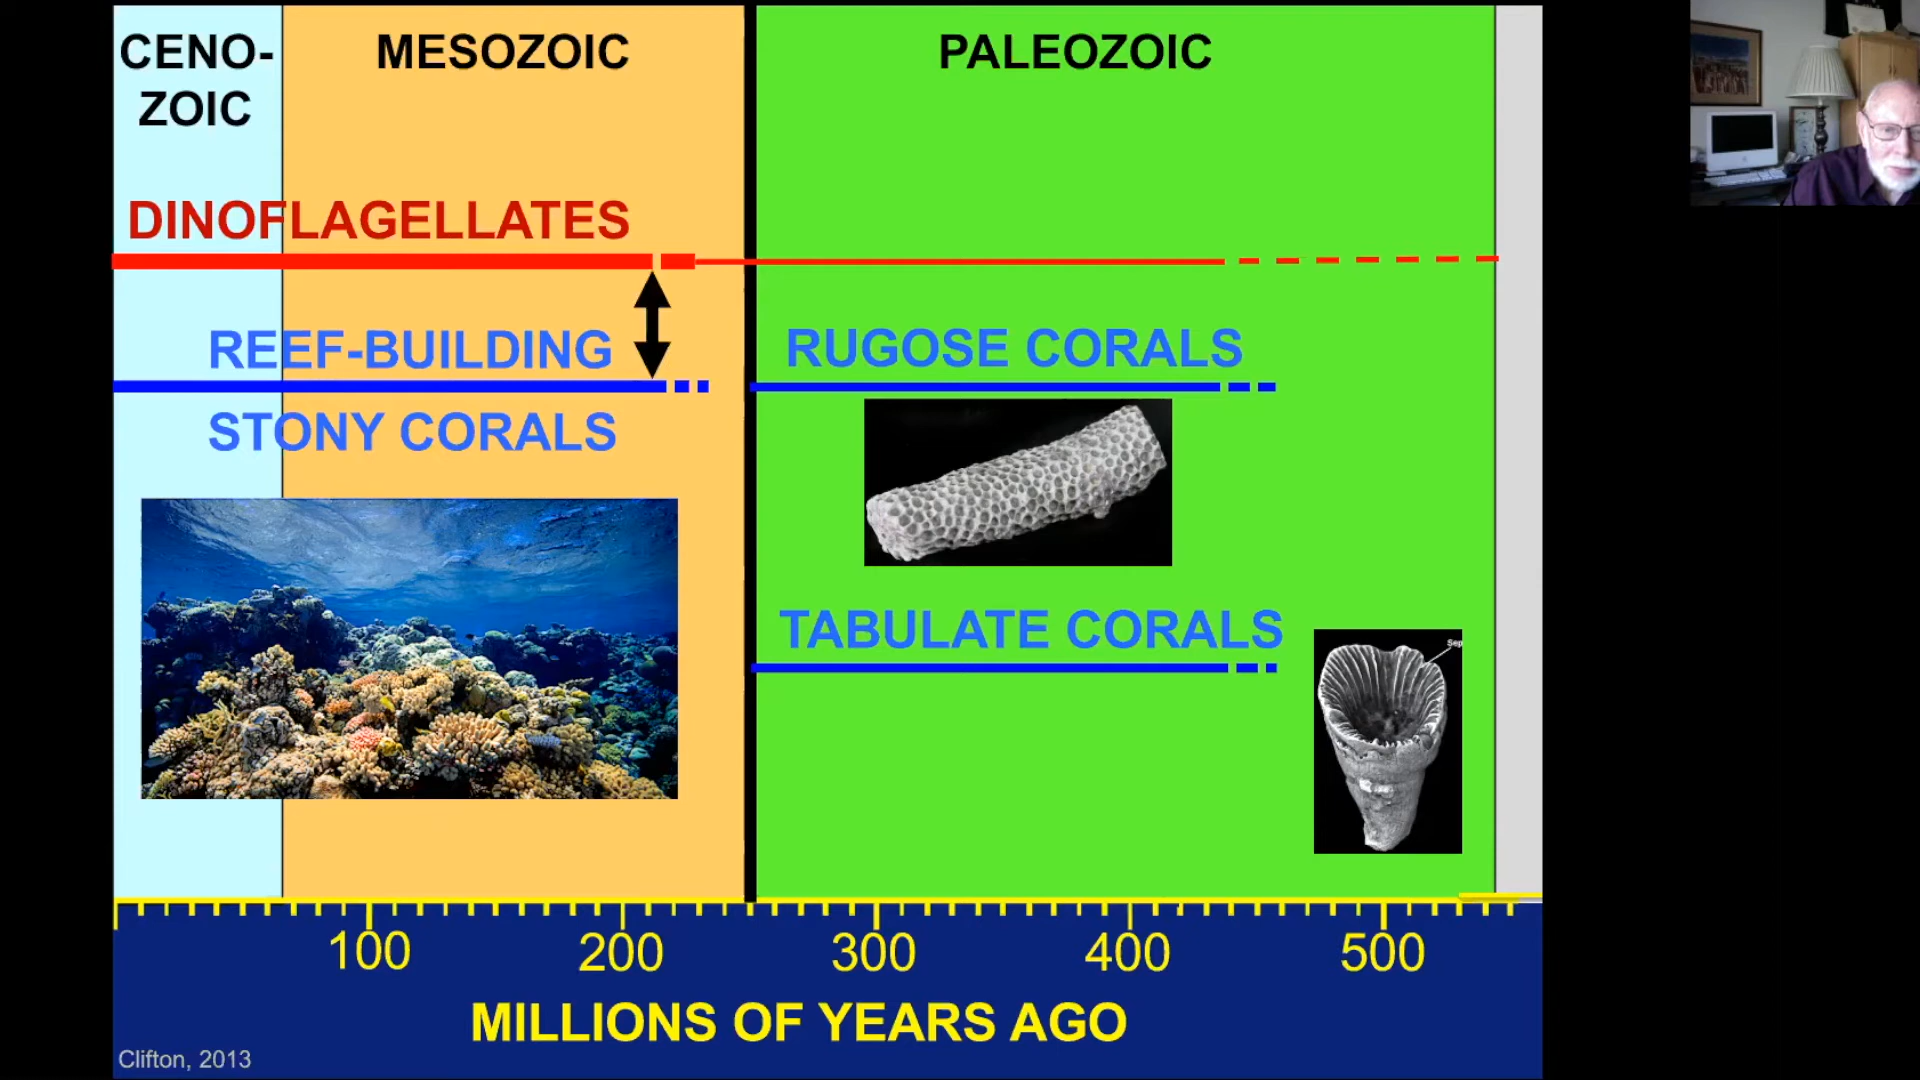 CENO-
ZOIC
MESOZOIC
PALEOZOIC
DINOFLAGELLATES
REEF-BUILDING
STONY CORALS
RUGOSE CORALS
TABULATE CORALS
Sep
100
200
300
400
500
MILLIONS OF YEARS AGO
Clifton, 2013